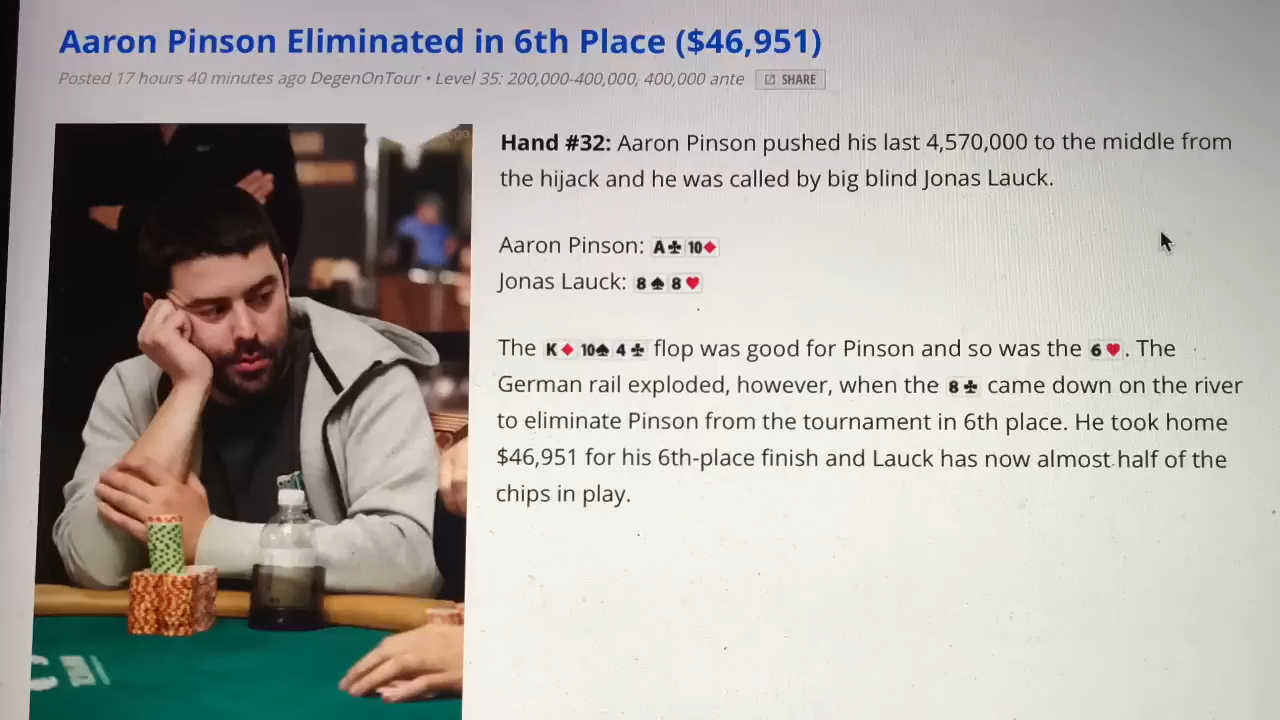 Aaron Pinson Eliminated in 6th Place ($46,951)
Posted 17 hours 40 minutes ago DegenOnTour • Level 35: 200,000-400,000, 400,000 ante SHARE
Hand #32: Aaron Pinson pushed his last 4,570,000 to the middle from
the hijack and he was called by big blind Jonas Lauck.
Aaron Pinson: A♣ 10♦
Jonas Lauck: 8♠ 8♥
The K♦ 10♠ 4♣ flop was good for Pinson and so was the 6♥. The
German rail exploded, however, when the 8♣ came down on the river
to eliminate Pinson from the tournament in 6th place. He took home
$46,951 for his 6th-place finish and Lauck has now almost half of the
chips in play.